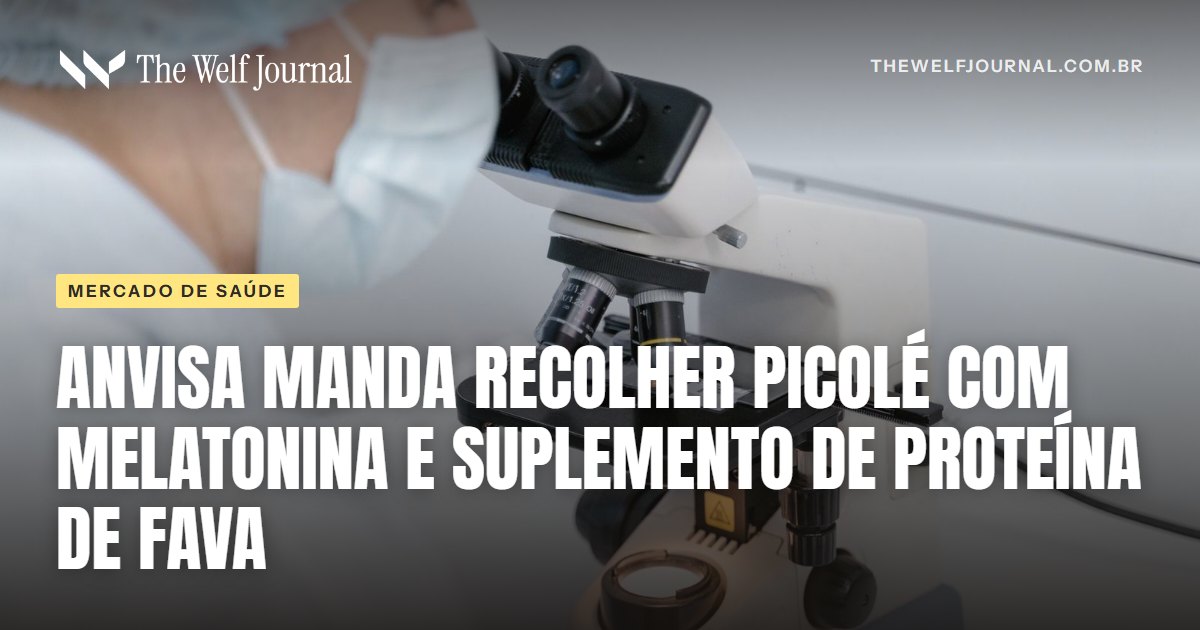 The Welf Journal
THEWELFJOURNAL.COM.BR
MERCADO DE SAÚDE
ANVISA MANDA RECOLHER PICOLÉ COM
MELATONINA E SUPLEMENTO DE PROTEÍNA
DE FAVA